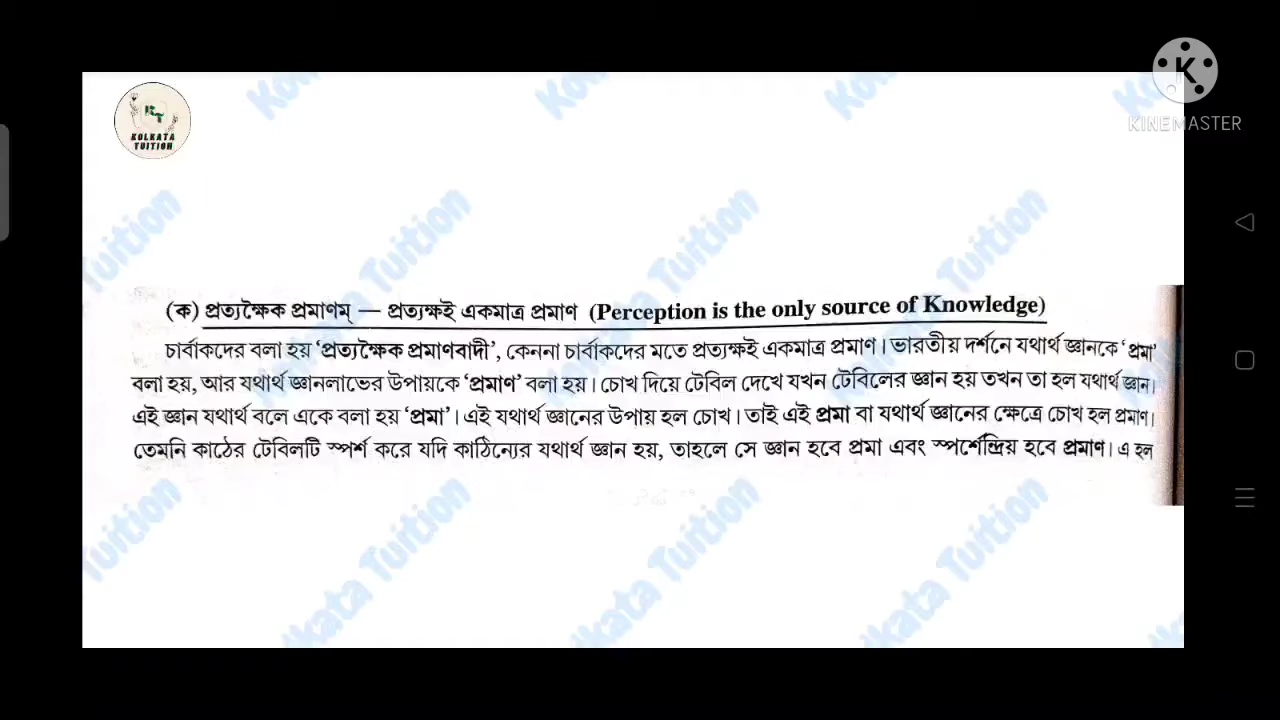 KOLKATA
TUITION
KINEMASTER
(ক) প্রত্যক্ষৈক প্রমাণম্ — প্রত্যক্ষই একমাত্র প্রমাণ (Perception is the only source of Knowledge)
চার্বাকদের বলা হয় ‘প্রত্যক্ষৈক প্রমাণবাদী’, কেননা চার্বাকদের মতে প্রত্যক্ষই একমাত্র প্রমাণ। ভারতীয় দর্শনে যথার্থ জ্ঞানকে ‘প্রমা’
বলা হয়, আর যথার্থ জ্ঞানলাভের উপায়কে ‘প্রমাণ’ বলা হয়। চোখ দিয়ে টেবিল দেখে যখন টেবিলের জ্ঞান হয় তখন তা হল যথার্থ জ্ঞান।
এই জ্ঞান যথার্থ বলে একে বলা হয় ‘প্রমা’। এই যথার্থ জ্ঞানের উপায় হল চোখ। তাই এই প্রমা বা যথার্থ জ্ঞানের ক্ষেত্রে চোখ হল প্রমাণ।
তেমনি কাঠের টেবিলটি স্পর্শ করে যদি কাঠিন্যের যথার্থ জ্ঞান হয়, তাহলে সে জ্ঞান হবে প্রমা এবং স্পর্শেন্দ্রিয় হবে প্রমাণ। এ হল